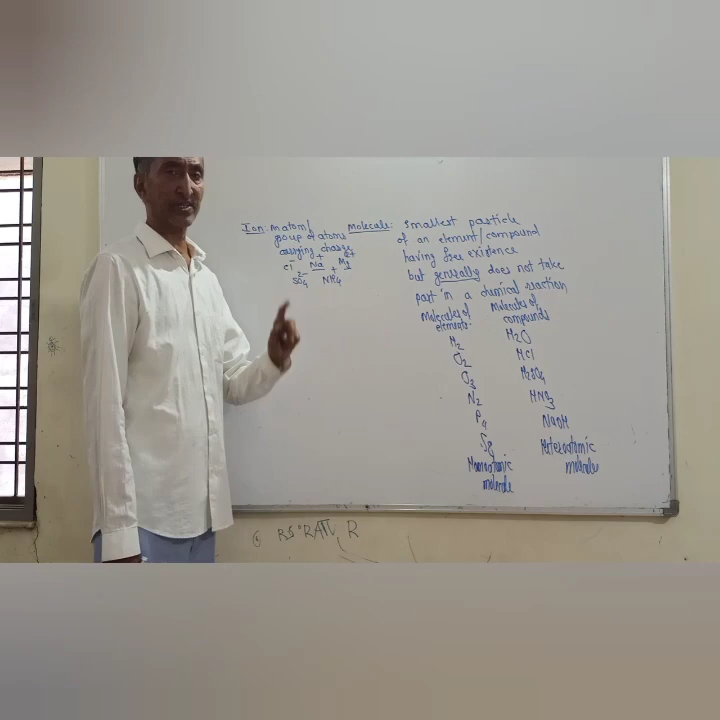 Ion: An atom/
group of atoms
carrying charge
Cl⁻ Na⁺ Mg²⁺
SO₄²⁻ NH₄⁺
Molecule: Smallest particle
of an element/compound
having free existence
but generally does not take
part in a chemical reaction
Molecules of
elements
H₂
O₂
O₃
N₂
P₄
S₈
Homoatomic
molecule
Molecules of
compounds
H₂O
HCl
H₂SO₄
HNO₃
NaOH
Heteroatomic
molecule
R